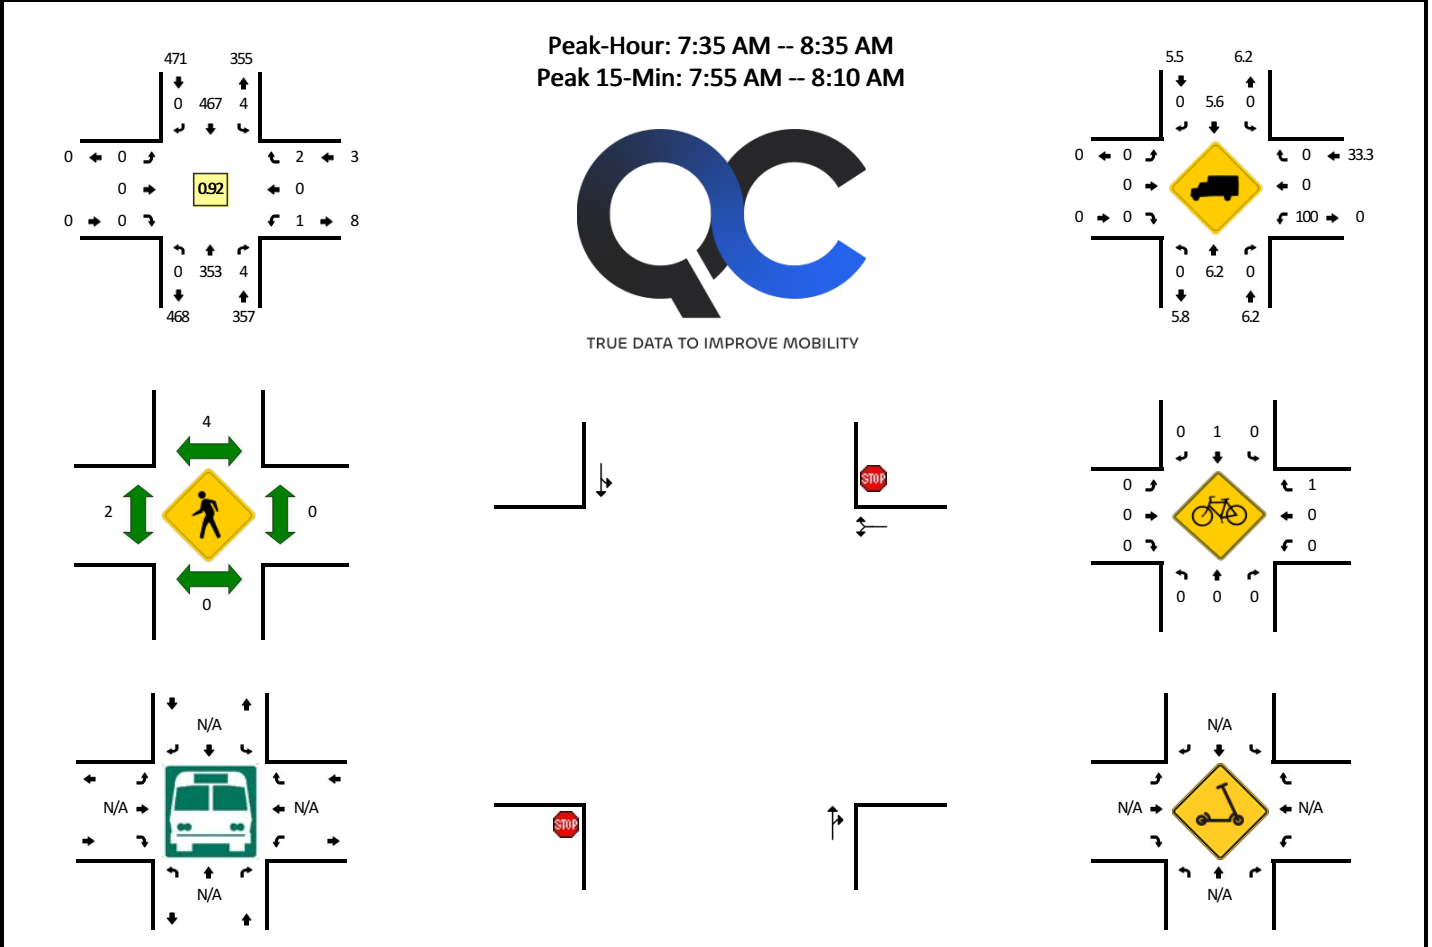 Peak-Hour: 7:35 AM -- 8:35 AM
Peak 15-Min: 7:55 AM -- 8:10 AM
471 355
0 467 4
0 0 2 3
0 0.92 0
0 0 1 8
0 353 4
468 357
TRUE DATA TO IMPROVE MOBILITY
5.5 6.2
0 5.6 0
0 0 0 33.3
0 0
0 0 100 0
0 6.2 0
5.8 6.2
4
2 0
0
STOP
STOP
0 1 0
0 1
0 0
0 0
0 0 0
N/A
N/A N/A
N/A
N/A
N/A N/A
N/A